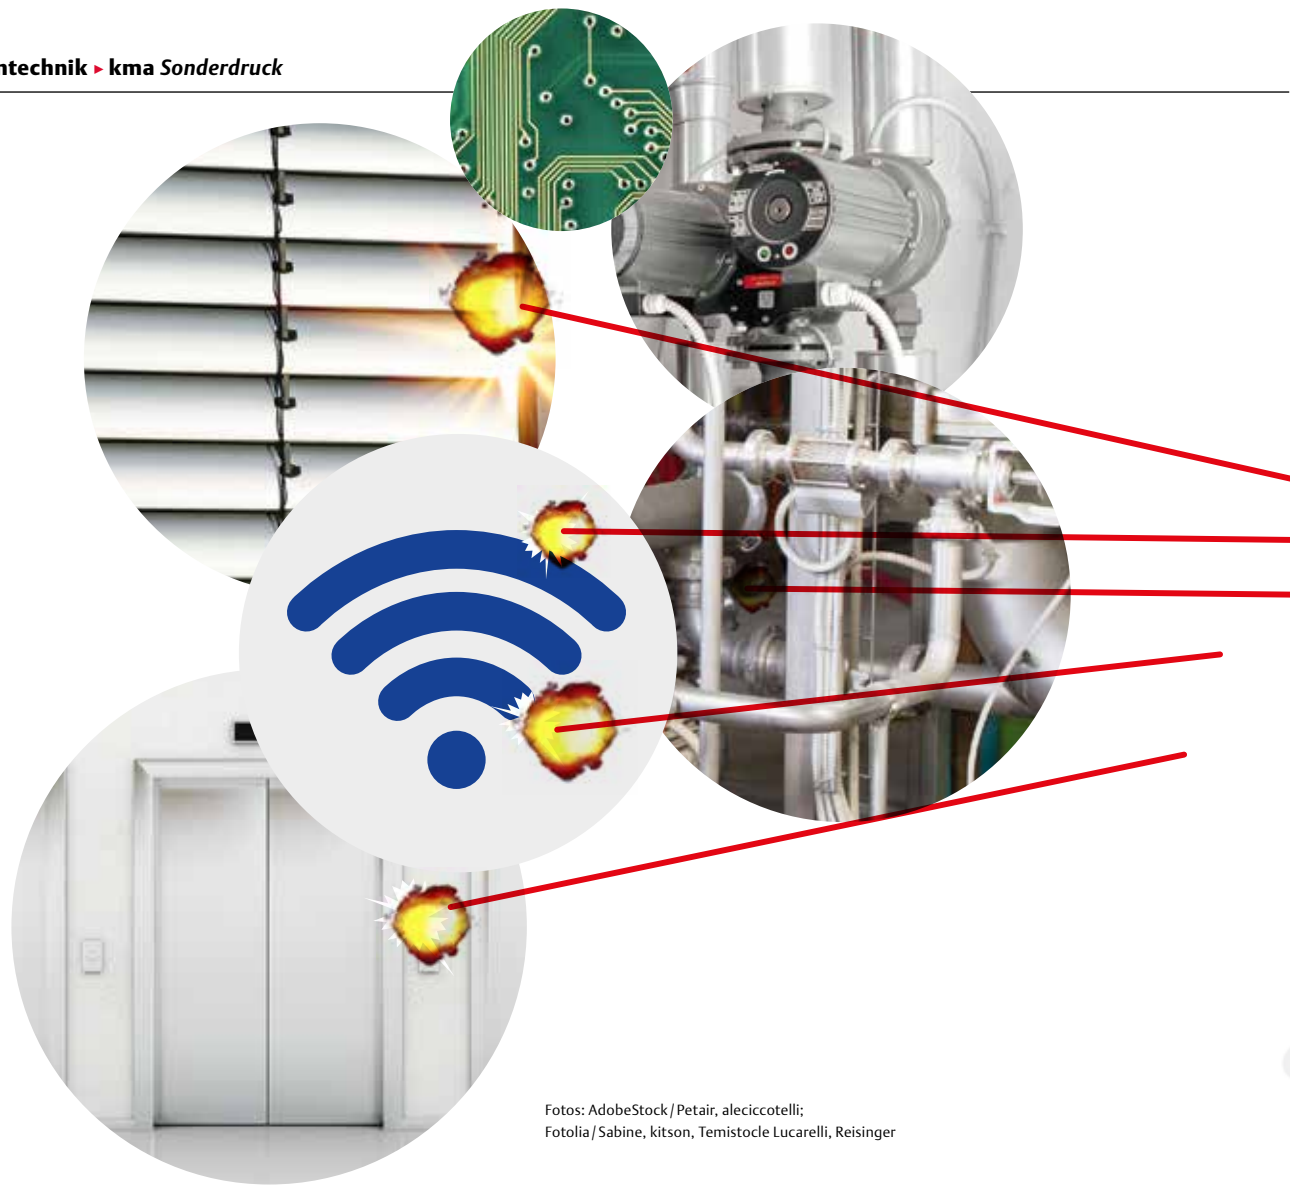 ntechnik ▸ kma Sonderdruck
Fotos: AdobeStock/Petair, aleciccotelli;
Fotolia/Sabine, kitson, Temistocle Lucarelli, Reisinger